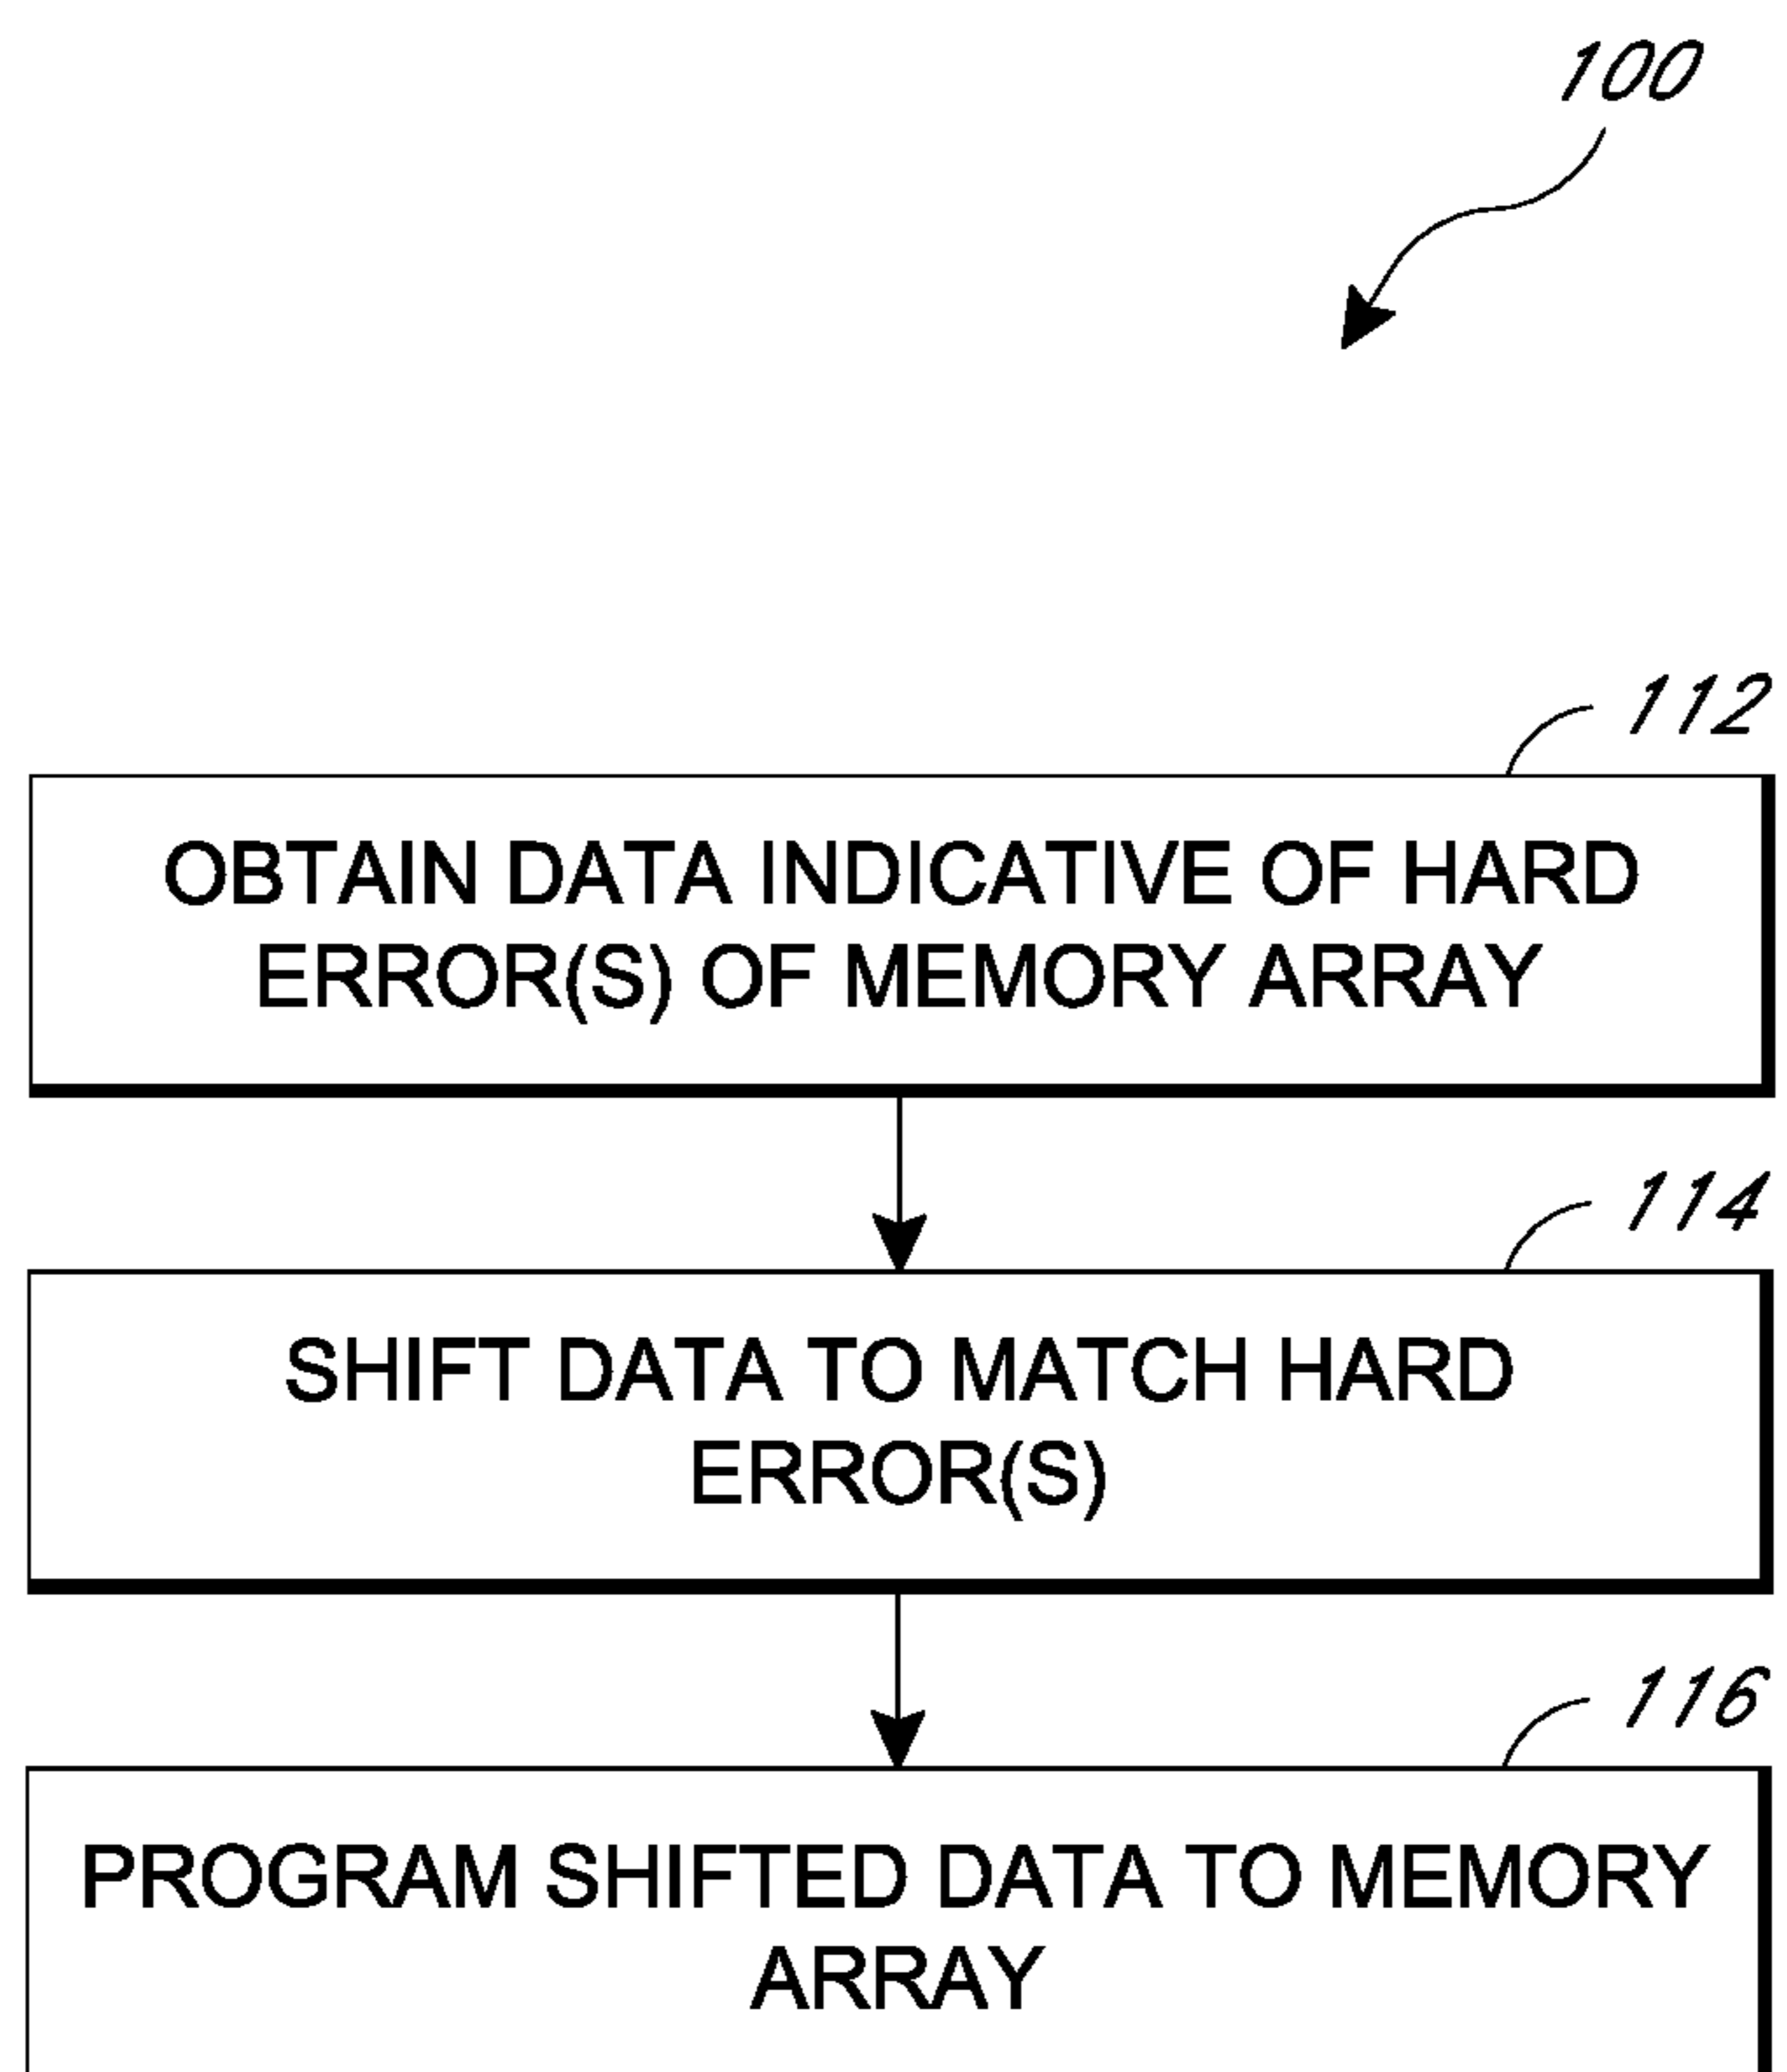 100
112
OBTAIN DATA INDICATIVE OF HARD
ERROR(S) OF MEMORY ARRAY
114
SHIFT DATA TO MATCH HARD
ERROR(S)
116
PROGRAM SHIFTED DATA TO MEMORY
ARRAY